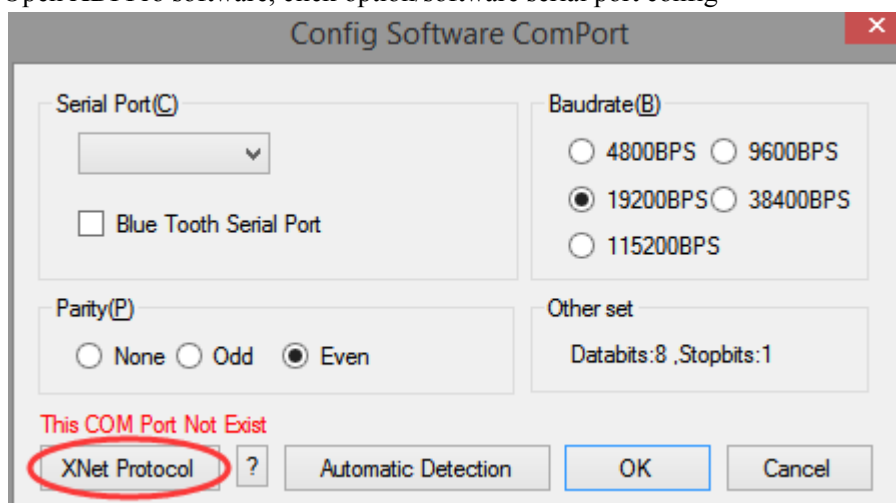 Config Software ComPort
Serial Port(C)
Blue Tooth Serial Port
Baudrate(B)
4800BPS 9600BPS
19200BPS 38400BPS
115200BPS
Parity(P)
None Odd Even
Other set
Databits:8 ,Stopbits:1
This COM Port Not Exist
XNet Protocol ? Automatic Detection OK Cancel